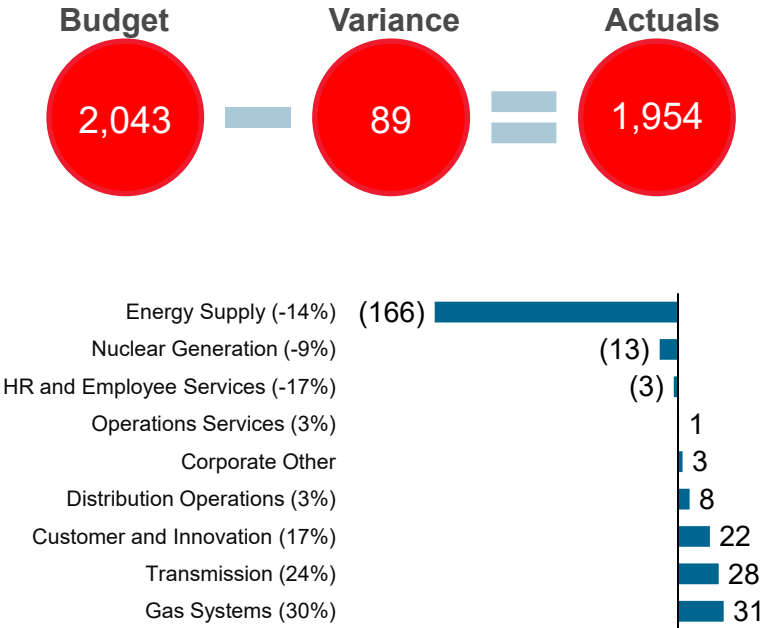 Budget Variance Actuals
2,043 89 1,954
Energy Supply (-14%) (166)
Nuclear Generation (-9%) (13)
HR and Employee Services (-17%) (3)
Operations Services (3%) 1
Corporate Other 3
Distribution Operations (3%) 8
Customer and Innovation (17%) 22
Transmission (24%) 28
Gas Systems (30%) 31